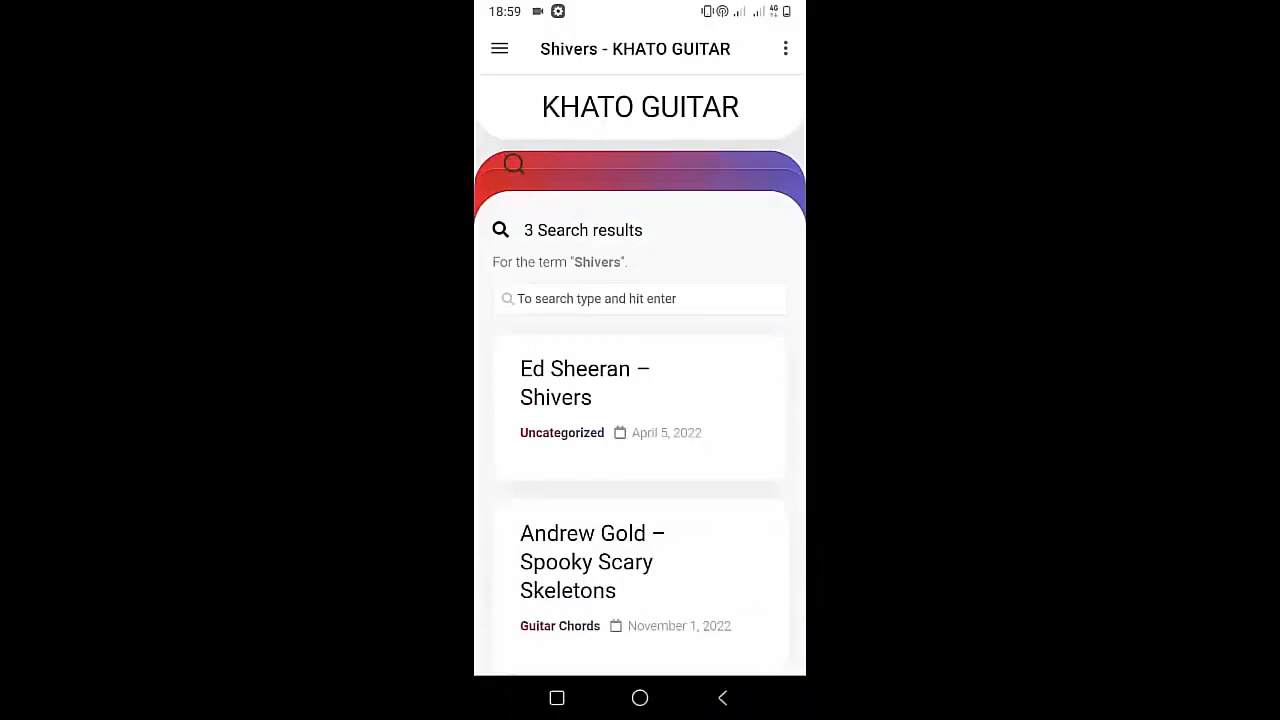 18:59
4G
Shivers - KHATO GUITAR
KHATO GUITAR
3 Search results
For the term "Shivers".
To search type and hit enter
Ed Sheeran –
Shivers
Uncategorized April 5, 2022
Andrew Gold –
Spooky Scary
Skeletons
Guitar Chords November 1, 2022